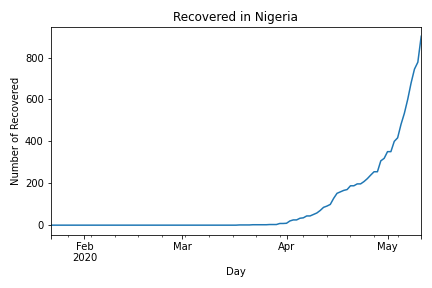 Recovered in Nigeria
Number of Recovered
800
600
400
200
0
Feb
2020
Mar
Apr
May
Day